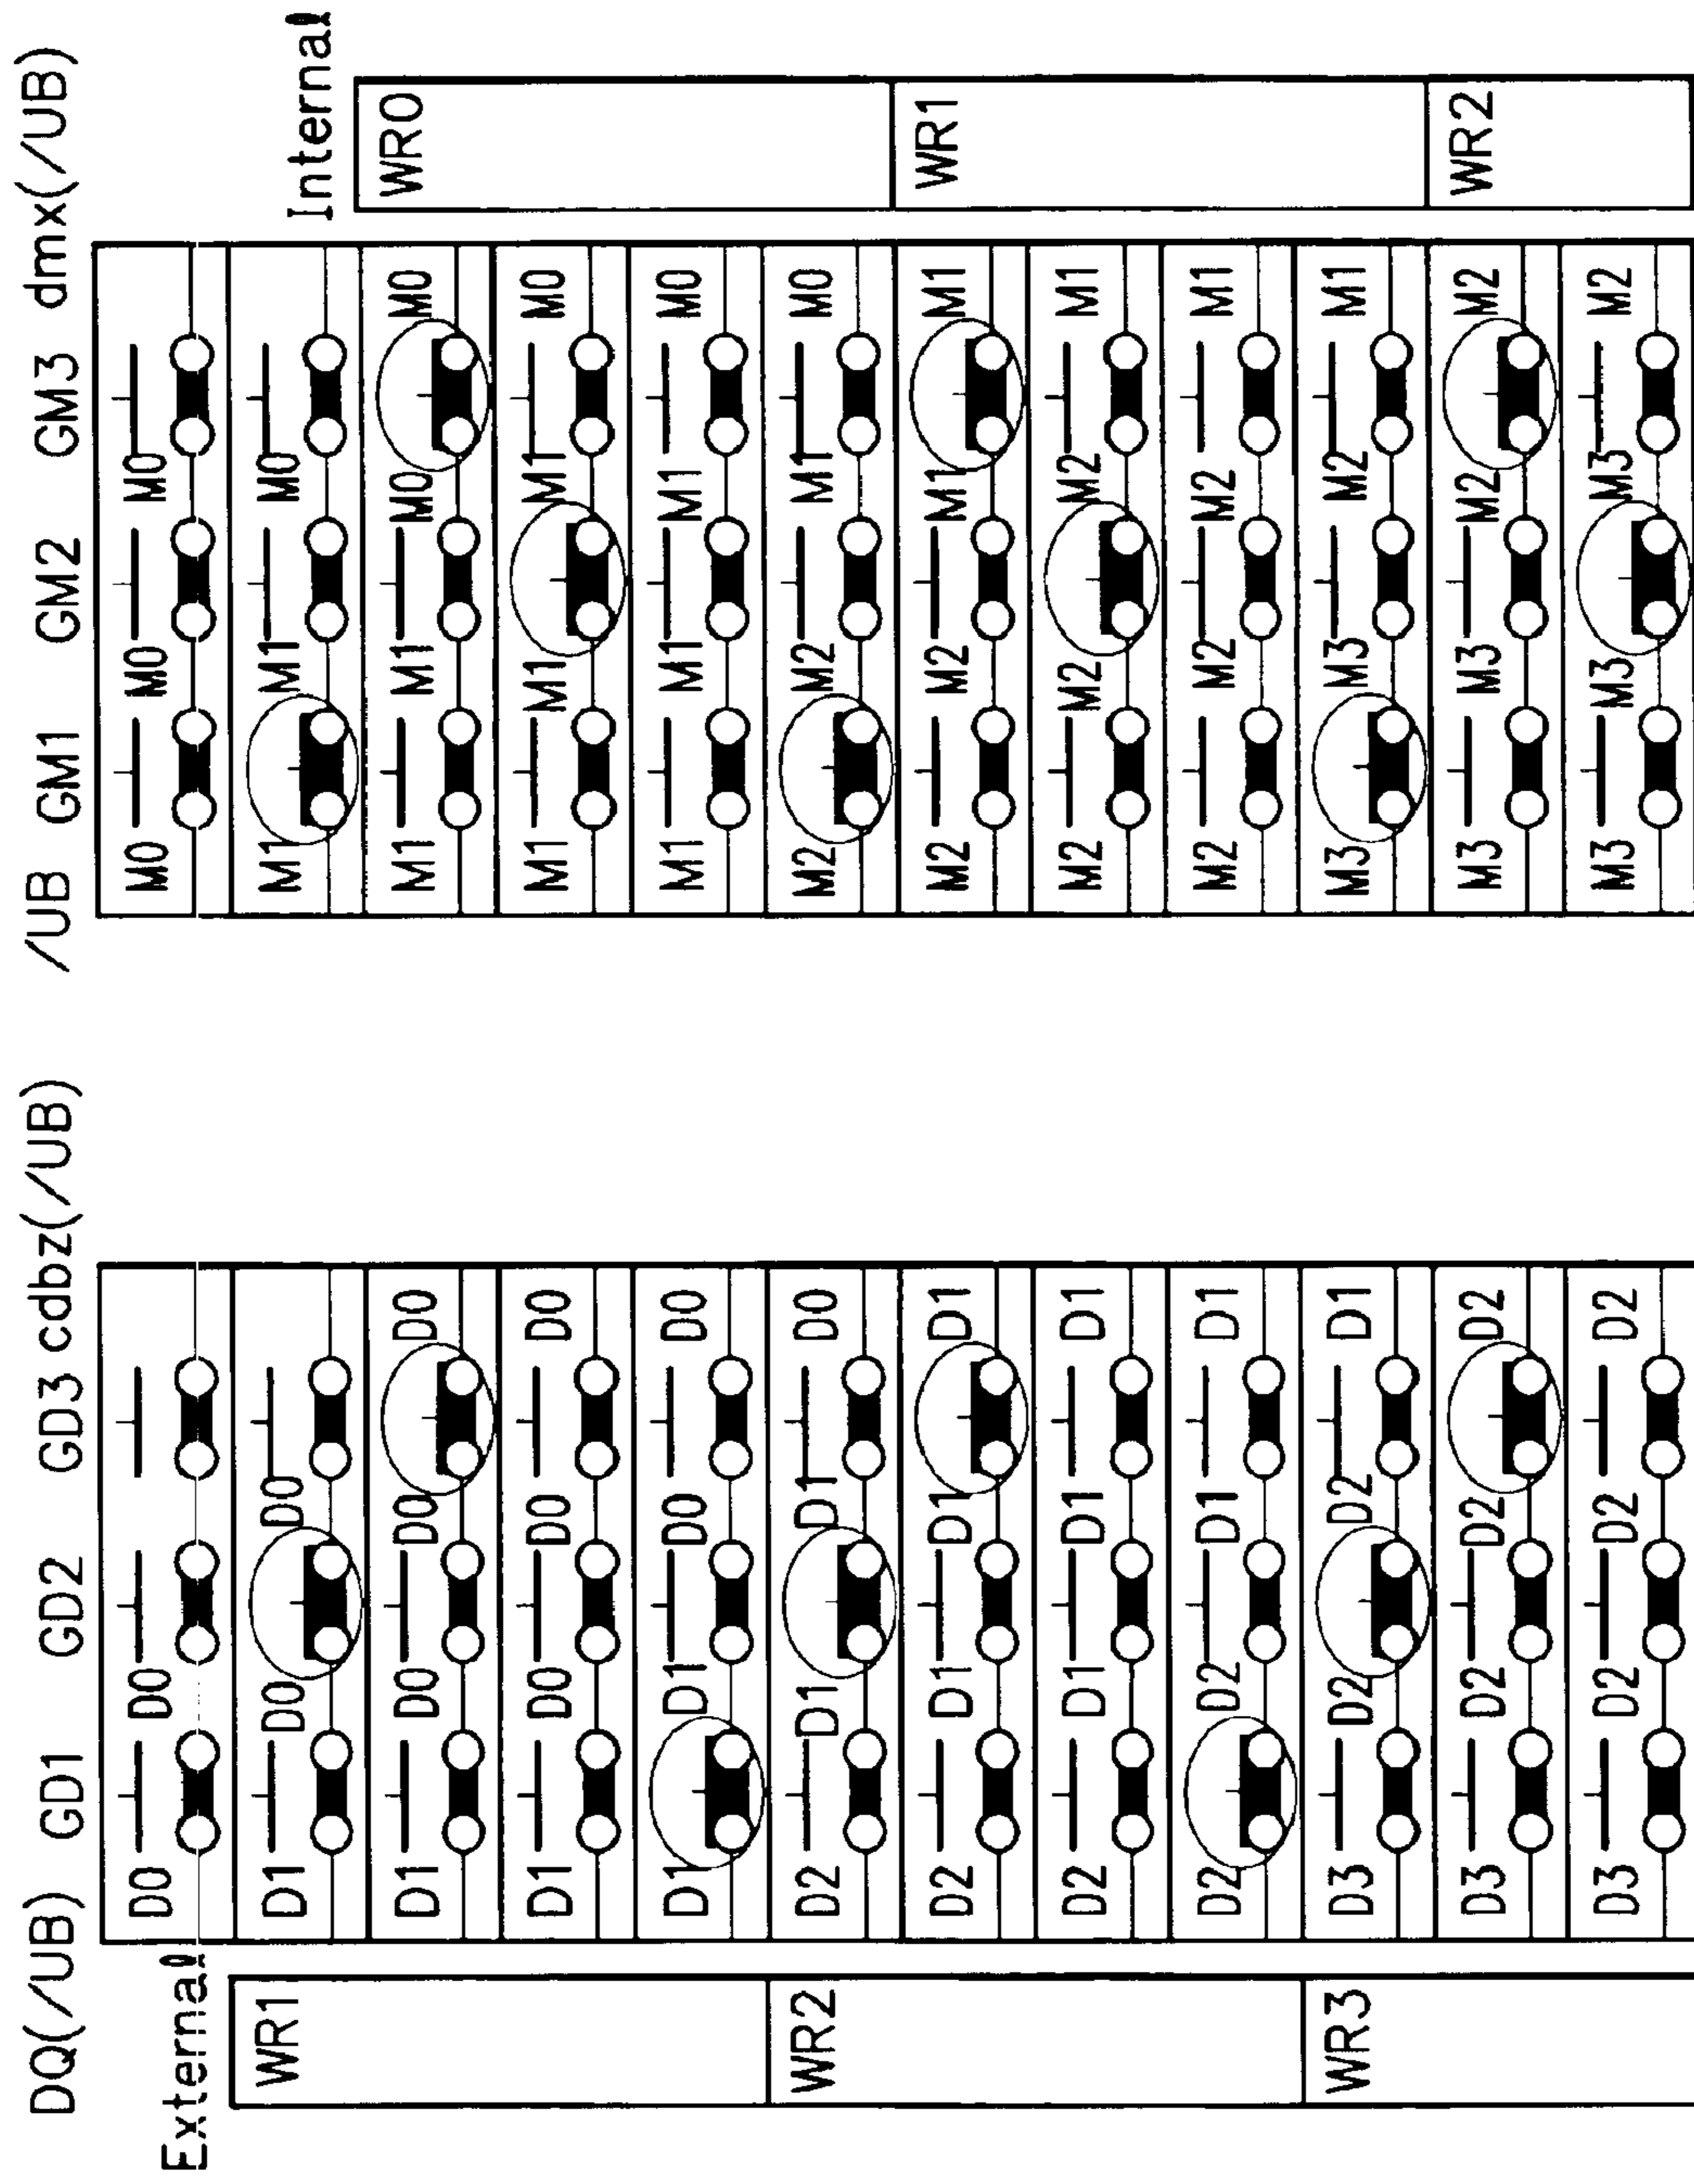 DQ(/UB) GD1 GD2 GD3 cdbz(/UB) /UB GM1 GM2 GM3 dmx(/UB)
D0 D0 M0 M0 M0
External
WR1 D1 D0 D0 M1 M1 M0
Internal
D1 D0 D0 D0 M1 M1 M0 M0 WR0
D1 D0 D0 D0 M1 M1 M1 M0
D1 D1 D0 D0 M1 M1 M1 M0
WR2 D2 D1 D1 D0 M2 M2 M1 M0
D2 D1 D1 D1 M2 M2 M1 M1 WR1
D2 D1 D1 D1 M2 M2 M2 M1
D2 D2 D1 D1 M2 M2 M2 M1
WR3 D3 D2 D2 D1 M3 M3 M2 M1
D3 D2 D2 D2 M3 M3 M2 M2 WR2
D3 D2 D2 D2 M3 M3 M3 M2